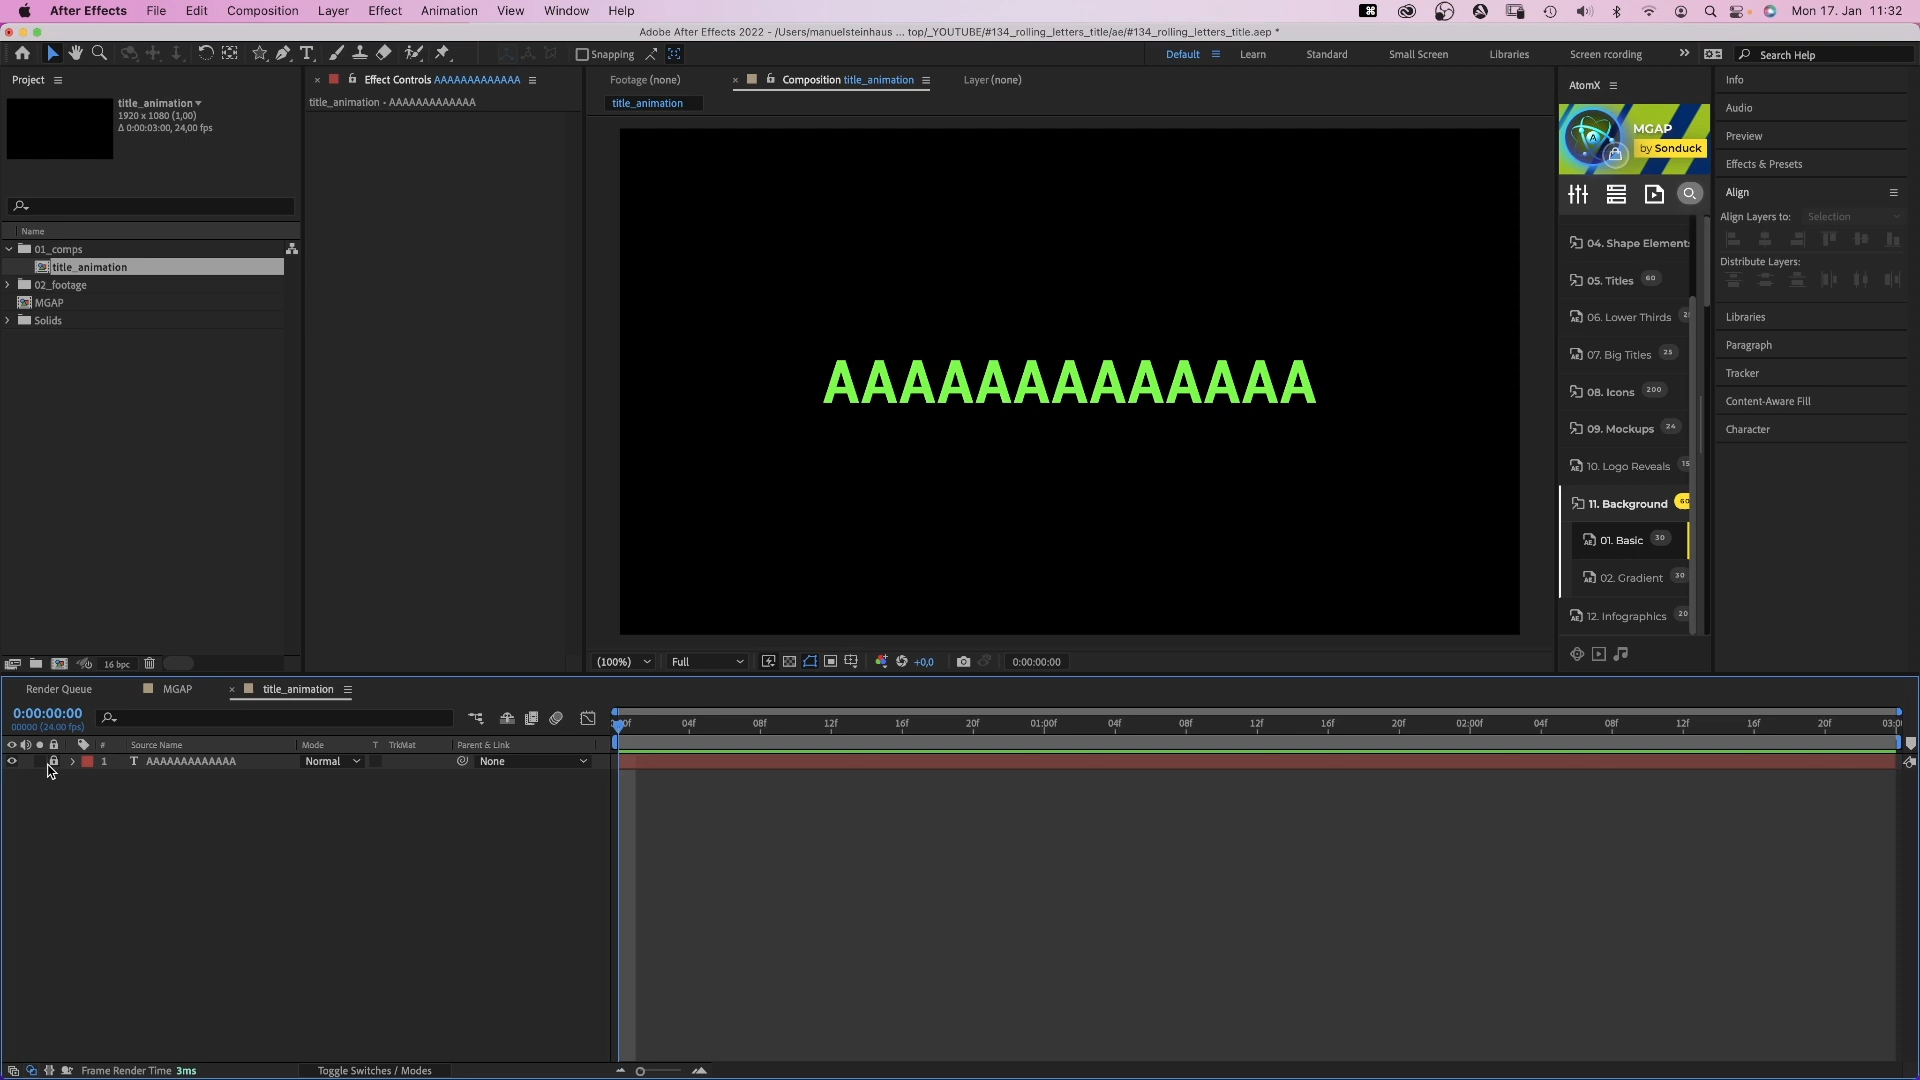 After Effects File Edit Composition Layer Effect Animation View Window Help Mon 17. Jan 11:32
Adobe After Effects 2022 - /Users/manuelsteinhaus ... top/_YOUTUBE/#134_rolling_letters_title/ae/#134_rolling_letters_title.aep *
Snapping Default Learn Standard Small Screen Libraries Screen rcording Search Help
Project Effect Controls AAAAAAAAAAAAA Footage (none) Composition title_animation Layer (none) AtomX Info
title_animation
1920 x 1080 (1,00)
Δ 0:00:03:00, 24,00 fps
title_animation - AAAAAAAAAAAAA
title_animation
MGAP
by Sonduck
Audio
Preview
Effects & Presets
Align
Align Layers to: Selection
Distribute Layers:
Libraries
Paragraph
Tracker
Content-Aware Fill
Character
Name
01_comps
title_animation
02_footage
MGAP
Solids
AAAAAAAAAAAAA
04. Shape Elements
05. Titles 60
06. Lower Thirds
07. Big Titles 25
08. Icons 200
09. Mockups 24
10. Logo Reveals 15
11. Background 60
01. Basic 30
02. Gradient 30
12. Infographics 20
16 bpc (100%) Full +0,0 0:00:00:00
Render Queue MGAP title_animation
0:00:00:00
00000 (24.00 fps)
04f 08f 12f 16f 20f 01:00f 04f 08f 12f 16f 20f 02:00f 04f 08f 12f 16f 20f
# Source Name Mode T TrkMat Parent & Link
1 T AAAAAAAAAAAAA Normal None
Frame Render Time 3ms Toggle Switches / Modes